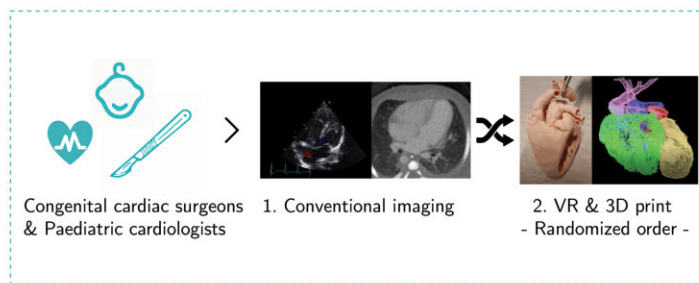 Congenital cardiac surgeons
& Paediatric cardiologists
1. Conventional imaging
2. VR & 3D print
- Randomized order -